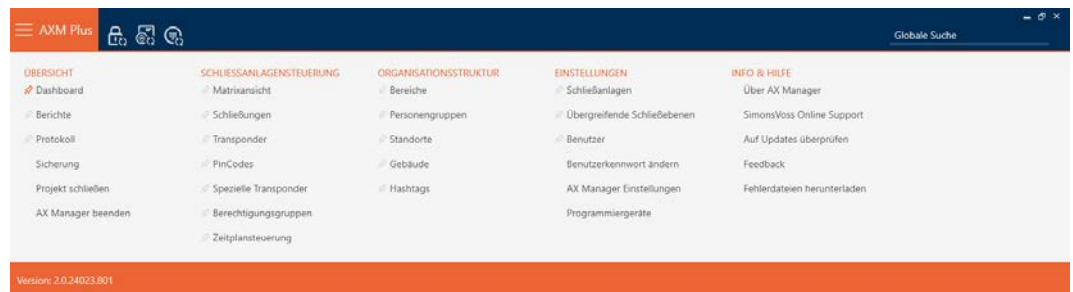 AXM Plus
Globale Suche
ÜBERSICHT
Dashboard
Berichte
Protokoll
Sicherung
Projekt schließen
AX Manager beenden
SCHLIESSANLAGENSTEUERUNG
Matrixansicht
Schließungen
Transponder
PinCodes
Spezielle Transponder
Berechtigungsgruppen
Zeitplansteuerung
ORGANISATIONSSTRUKTUR
Bereiche
Personengruppen
Standorte
Gebäude
Hashtags
EINSTELLUNGEN
Schließanlagen
Übergreifende Schließebenen
Benutzer
Benutzerkennwort ändern
AX Manager Einstellungen
Programmiergeräte
INFO & HILFE
Über AX Manager
SimonsVoss Online Support
Auf Updates überprüfen
Feedback
Fehlerdateien herunterladen
Version: 2.0.24023.801